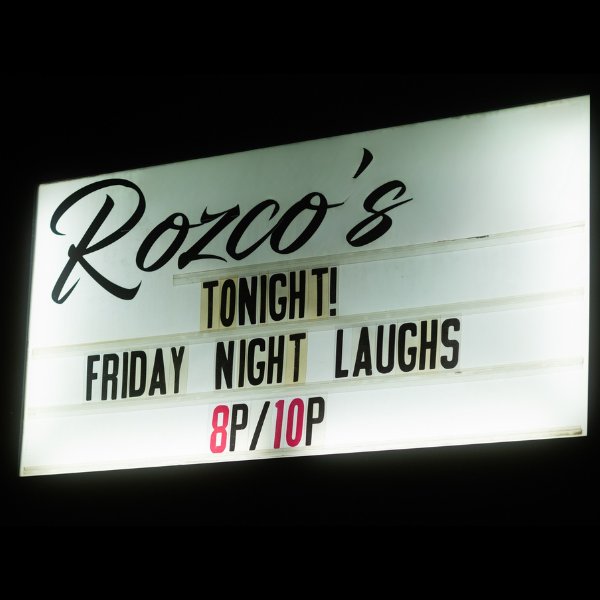 Rozco's
TONIGHT!
FRIDAY NIGHT LAUGHS
8P/10P